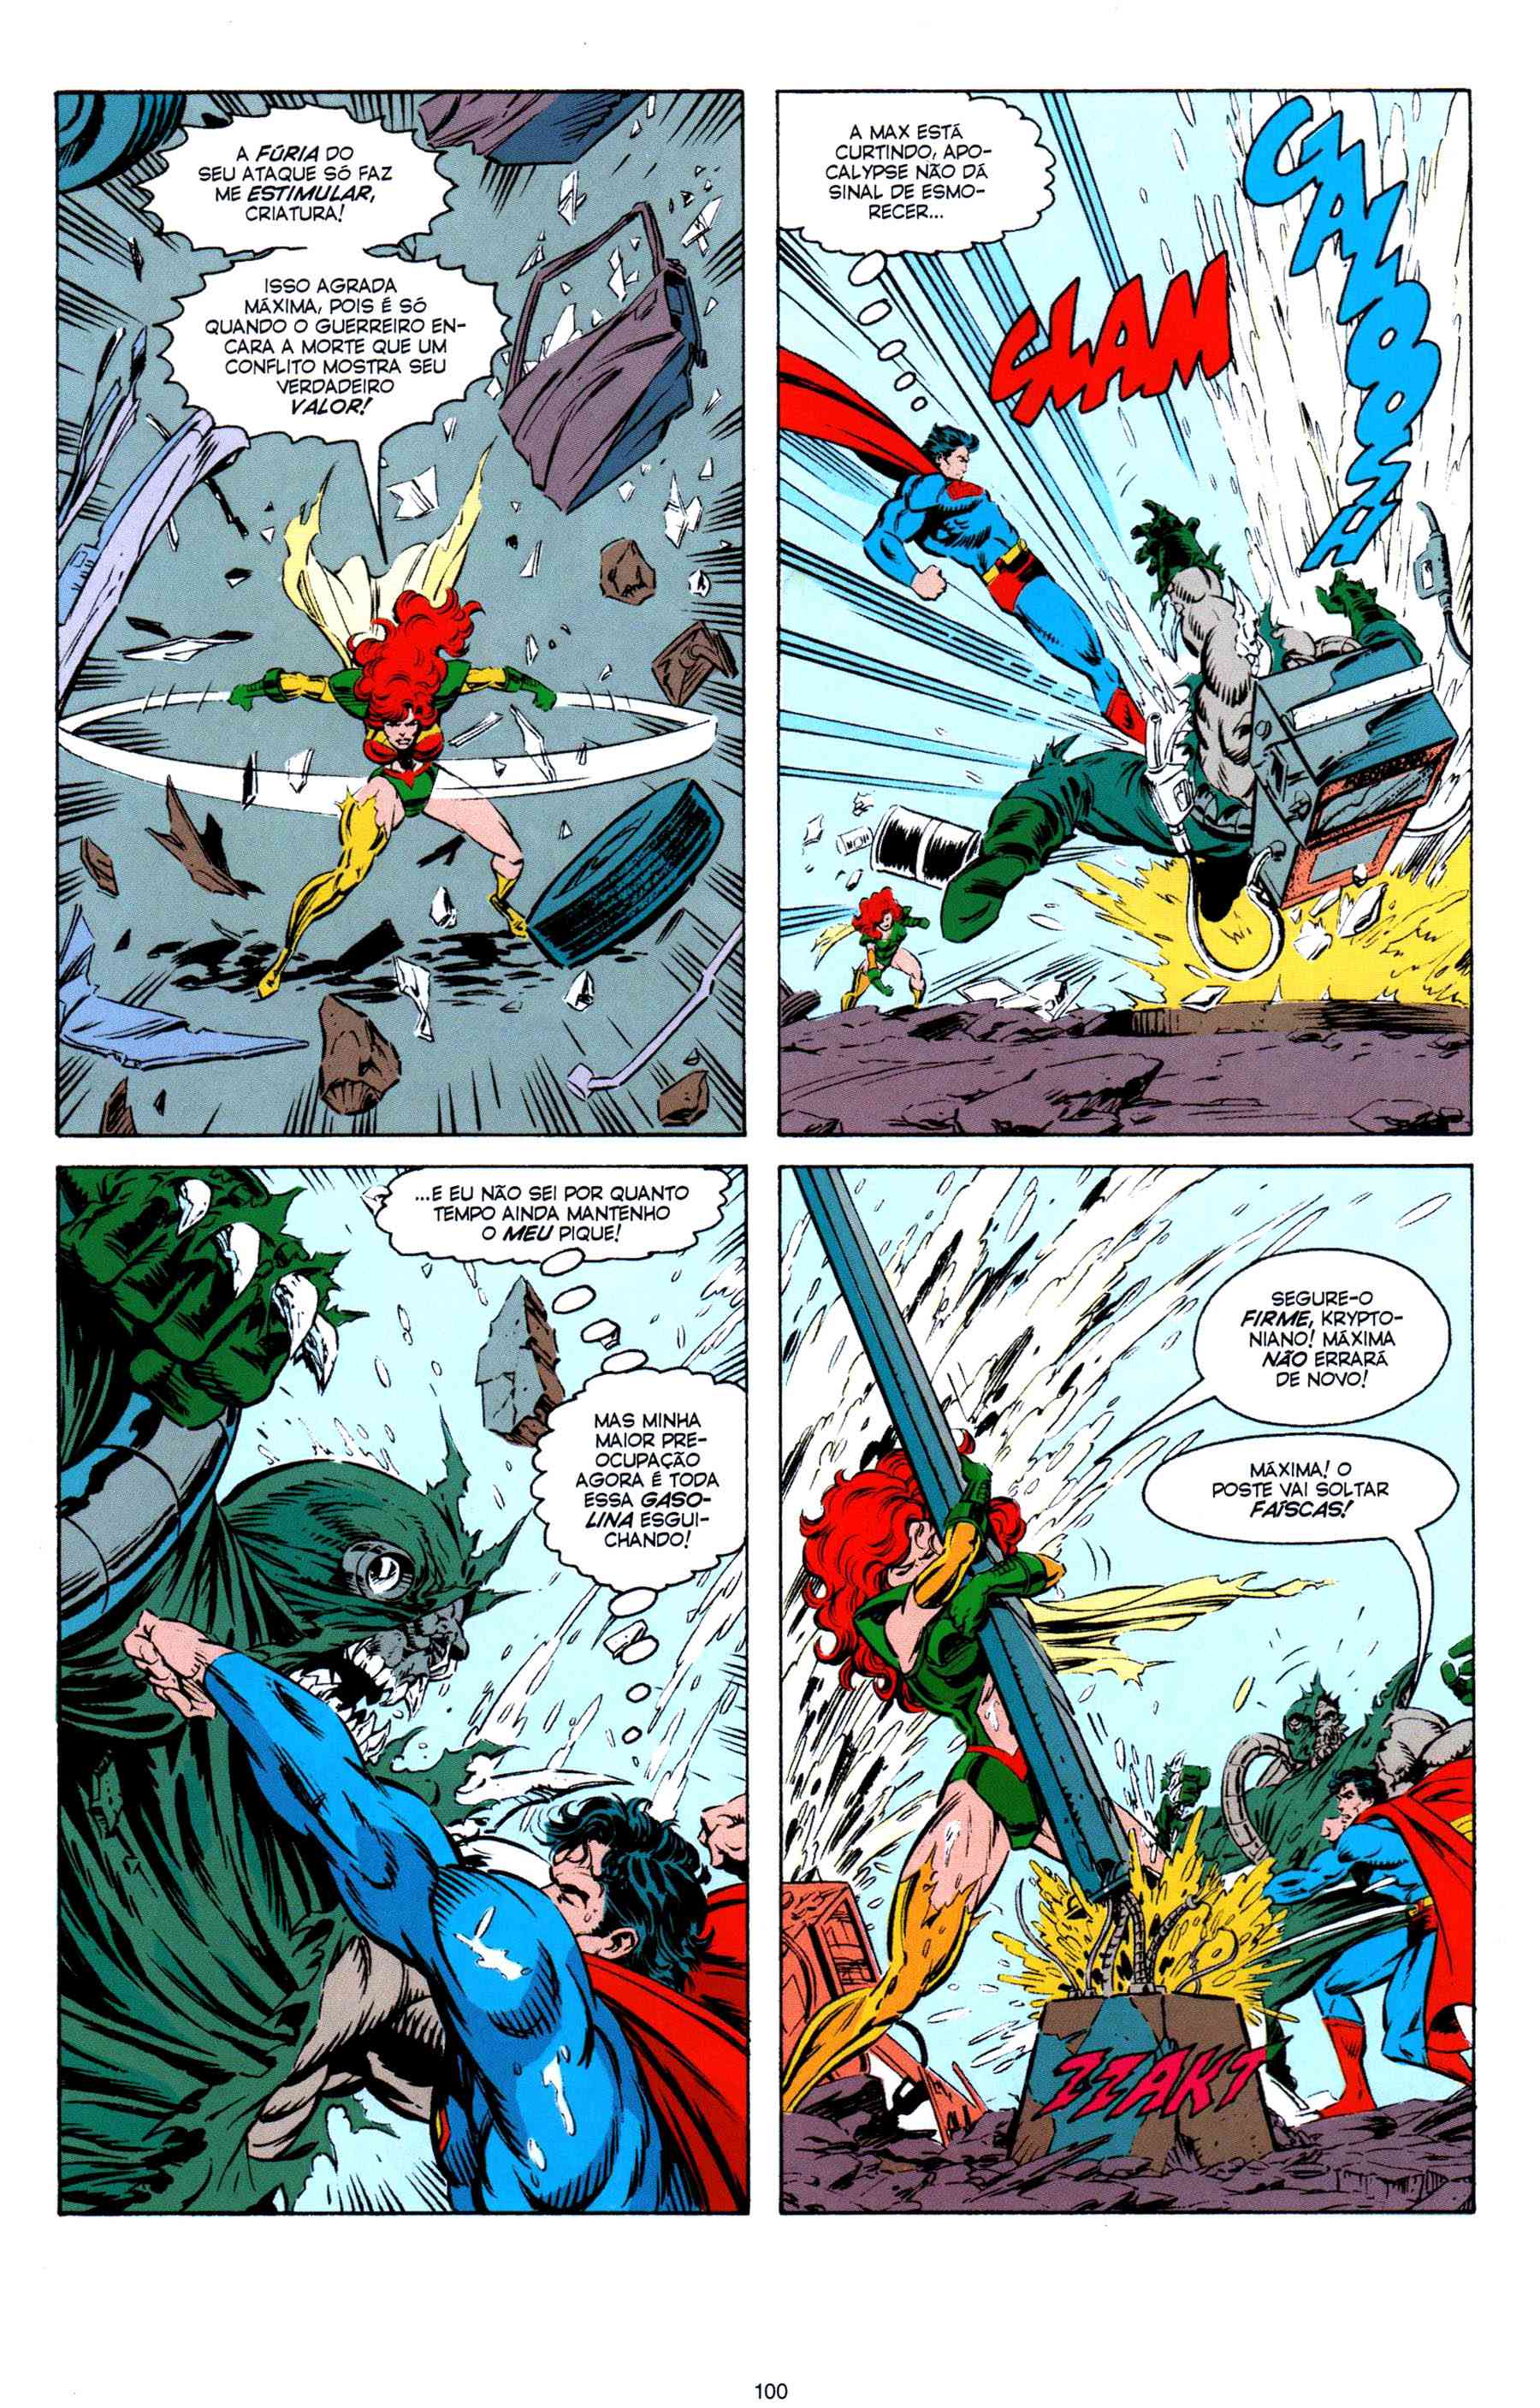 A FÚRIA DO
SEU ATAQUE SÓ FAZ
ME ESTIMULAR,
CRIATURA!
ISSO AGRADA
MÁXIMA, POIS É SÓ
QUANDO O GUERREIRO EN-
CARA A MORTE QUE UM
CONFLITO MOSTRA SEU
VERDADEIRO
VALOR!
A MAX ESTÁ
CURTINDO, APO-
CALYPSE NÃO DÁ
SINAL DE ESMO-
RECER...
SLAM
GALOOSH
...E EU NÃO SEI POR QUANTO
TEMPO AINDA MANTENHO
O MEU PIQUE!
MAS MINHA
MAIOR PRE-
OCUPAÇÃO
AGORA É TODA
ESSA GASO-
LINA ESGUI-
CHANDO!
SEGURE-O
FIRME, KRYPTO-
NIANO! MÁXIMA
NÃO ERRARÁ
DE NOVO!
MÁXIMA! O
POSTE VAI SOLTAR
FAÍSCAS!
ZZAKT
100